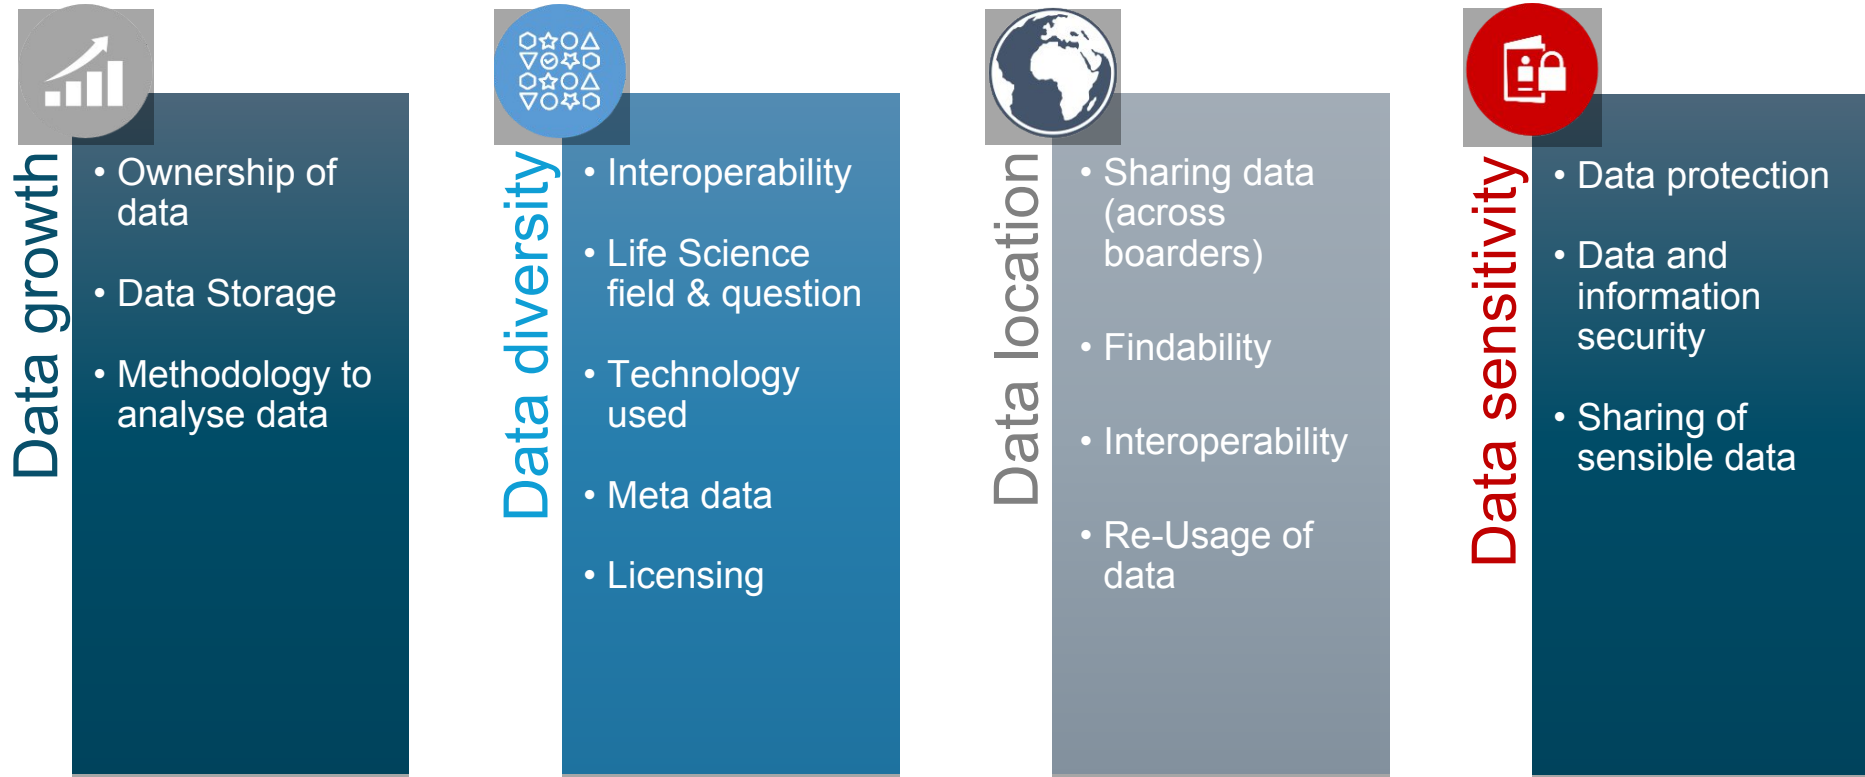 Data growth
• Ownership of
data
• Data Storage
• Methodology to
analyse data
Data diversity
• Interoperability
• Life Science
field & question
• Technology
used
• Meta data
• Licensing
Data location
• Sharing data
(across
boarders)
• Findability
• Interoperability
• Re-Usage of
data
Data sensitivity
• Data protection
• Data and
information
security
• Sharing of
sensible data